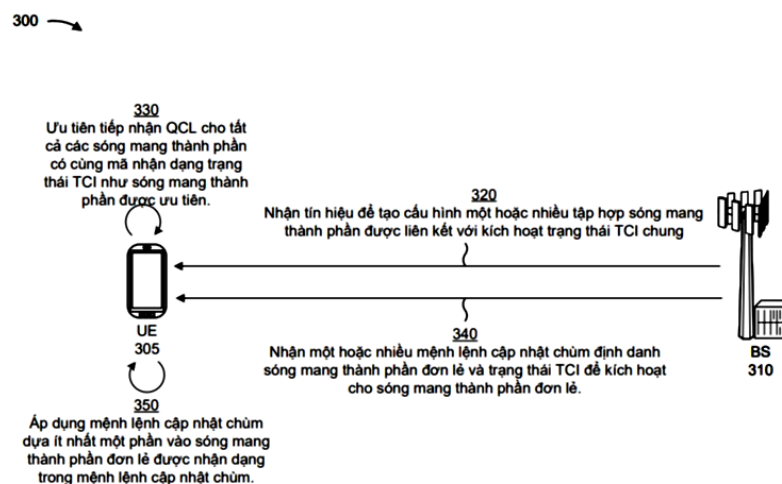 300
330
Ưu tiên tiếp nhận QCL cho tất
cả các sóng mang thành phần
có cùng mã nhận dạng trạng
thái TCI như sóng mang thành
phần được ưu tiên.
320
Nhận tín hiệu để tạo cấu hình một hoặc nhiều tập hợp sóng mang
thành phần được liên kết với kích hoạt trạng thái TCI chung
UE
305
340
Nhận một hoặc nhiều mệnh lệnh cập nhật chùm định danh
sóng mang thành phần đơn lẻ và trạng thái TCI để kích hoạt
cho sóng mang thành phần đơn lẻ.
BS
310
350
Áp dụng mệnh lệnh cập nhật chùm
dựa ít nhất một phần vào sóng mang
thành phần đơn lẻ được nhận dạng
trong mệnh lệnh cập nhật chùm.